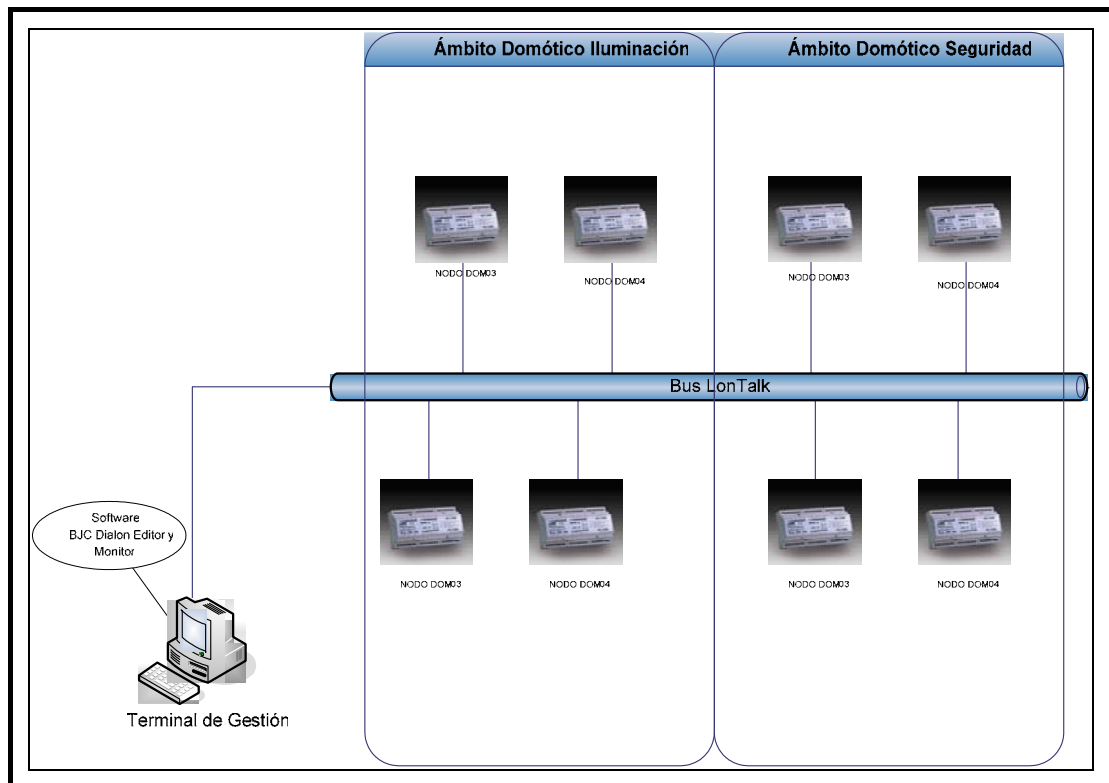 Ámbito Domótico Iluminación
Ámbito Domótico Seguridad
NODO DOM03
NODO DOM04
NODO DOM03
NODO DOM04
Bus LonTalk
NODO DOM03
NODO DOM04
NODO DOM03
NODO DOM04
Software
BJC Dialon Editor y
Monitor
Terminal de Gestión